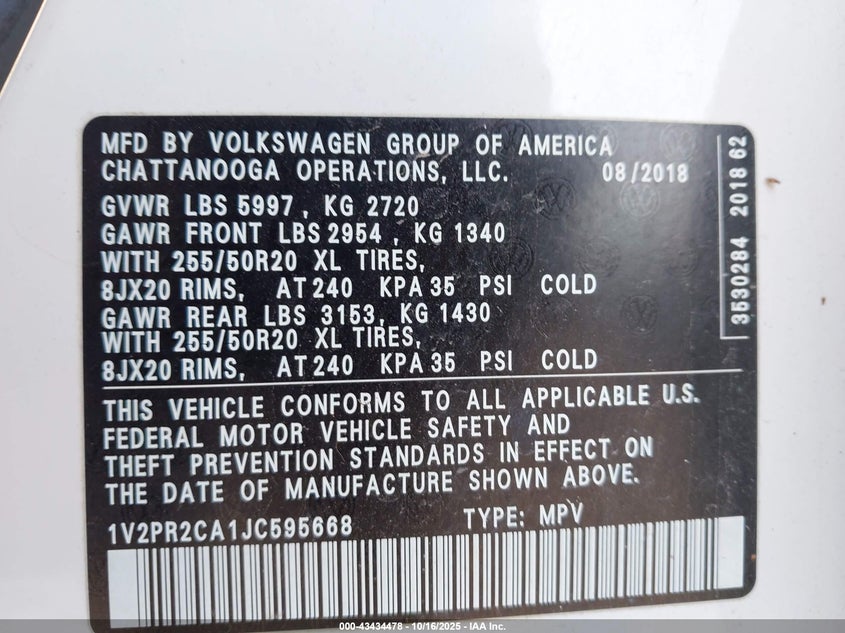 MFD BY VOLKSWAGEN GROUP OF AMERICA
CHATTANOOGA OPERATIONS, LLC. 08/2018
GVWR LBS 5997, KG 2720
GAWR FRONT LBS 2954, KG 1340
WITH 255/50R20 XL TIRES,
8JX20 RIMS, AT 240 KPA 35 PSI COLD
GAWR REAR LBS 3153, KG 1430
WITH 255/50R20 XL TIRES,
8JX20 RIMS, AT 240 KPA 35 PSI COLD
THIS VEHICLE CONFORMS TO ALL APPLICABLE U.S.
FEDERAL MOTOR VEHICLE SAFETY AND
THEFT PREVENTION STANDARDS IN EFFECT ON
THE DATE OF MANUFACTURE SHOWN ABOVE.
1V2PR2CA1JC595668 TYPE: MPV
3530284 2018 62
000-43434478 - 10/16/2025 - IAA Inc.